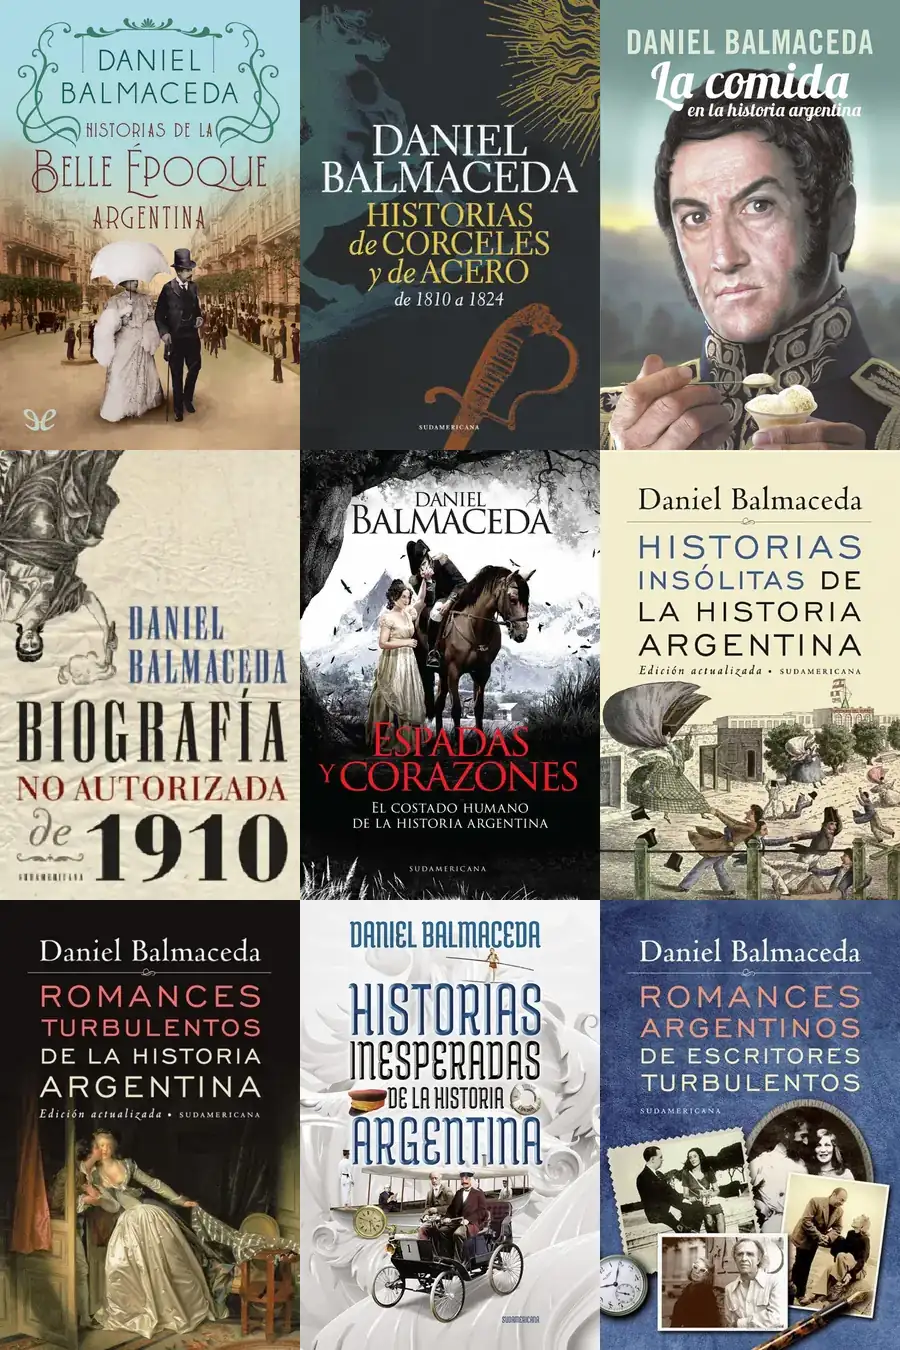 DANIEL
BALMACEDA
HISTORIAS DE LA
BELLE ÉPOQUE
ARGENTINA
DANIEL
BALMACEDA
HISTORIAS
de CORCELES
y de ACERO
de 1810 a 1824
SUDAMERICANA
DANIEL BALMACEDA
La comida
en la historia argentina
DANIEL
BALMACEDA
BIOGRAFÍA
NO AUTORIZADA
de
1910
SUDAMERICANA
DANIEL
BALMACEDA
ESPADAS
Y CORAZONES
EL COSTADO HUMANO
DE LA HISTORIA ARGENTINA
SUDAMERICANA
Daniel Balmaceda
HISTORIAS
INSÓLITAS DE
LA HISTORIA
ARGENTINA
Edición actualizada • SUDAMERICANA
Daniel Balmaceda
ROMANCES
TURBULENTOS
DE LA HISTORIA
ARGENTINA
Edición actualizada • SUDAMERICANA
DANIEL BALMACEDA
HISTORIAS
INESPERADAS
DE LA HISTORIA
ARGENTINA
SUDAMERICANA
Daniel Balmaceda
ROMANCES
ARGENTINOS
DE ESCRITORES
TURBULENTOS
SUDAMERICANA